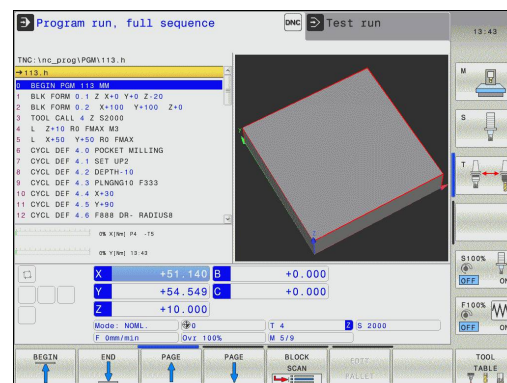 Program run, full sequence
DNC
Test run
13:43
TNC:\nc_prog\PGM\113.h
→113.h
0 BEGIN PGM 113 MM
1 BLK FORM 0.1 Z X+0 Y+0 Z-20
2 BLK FORM 0.2 X+100 Y+100 Z+0
3 TOOL CALL 4 Z S2000
4 L Z+10 R0 FMAX M3
5 L X+50 Y+50 R0 FMAX
6 CYCL DEF 4.0 POCKET MILLING
7 CYCL DEF 4.1 SET UP2
8 CYCL DEF 4.2 DEPTH-10
9 CYCL DEF 4.3 PLNGNG10 F333
10 CYCL DEF 4.4 X+30
11 CYCL DEF 4.5 Y+90
12 CYCL DEF 4.6 F888 DR- RADIUS8
0% X[Nm] P4 -T5
0% Y[Nm] 13:43
X +51.140 B +0.000
Y +54.549 C +0.000
Z +10.000
Mode: NOML. 0 T 4 Z S 2000
F 0mm/min Ovr 100% M 5/9
M
S
T
S100%
OFF ON
F100%
OFF ON
BEGIN
END
PAGE
PAGE
BLOCK
SCAN
EDIT
PALLET
TOOL
TABLE